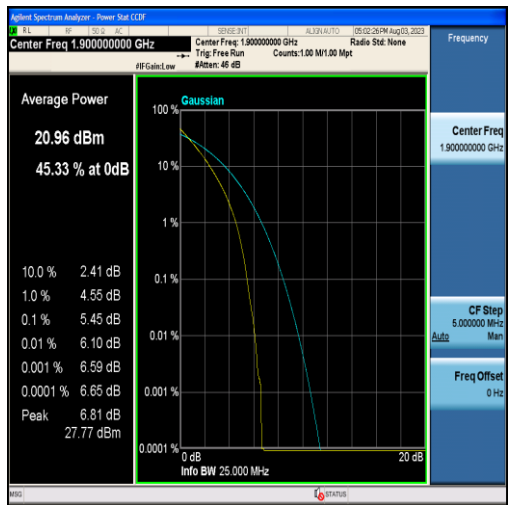 Agilent Spectrum Analyzer - Power Stat CCDF
RL RF 50 Ω AC SENSE:INT ALIGN AUTO 05:02:26 PM Aug 03, 2023
Center Freq 1.900000000 GHz
Center Freq: 1.900000000 GHz Radio Std: None
Trig: Free Run Counts:1.00 M/1.00 Mpt
#IFGain:Low #Atten: 46 dB
Frequency
Average Power
20.96 dBm
45.33 % at 0dB
10.0 % 2.41 dB
1.0 % 4.55 dB
0.1 % 5.45 dB
0.01 % 6.10 dB
0.001 % 6.59 dB
0.0001 % 6.65 dB
Peak 6.81 dB
27.77 dBm
Gaussian
100 %
10 %
1 %
0.1 %
0.01 %
0.001 %
0.0001 %
0 dB 20 dB
Info BW 25.000 MHz
Center Freq
1.900000000 GHz
CF Step
5.000000 MHz
Auto Man
Freq Offset
0 Hz
MSG STATUS